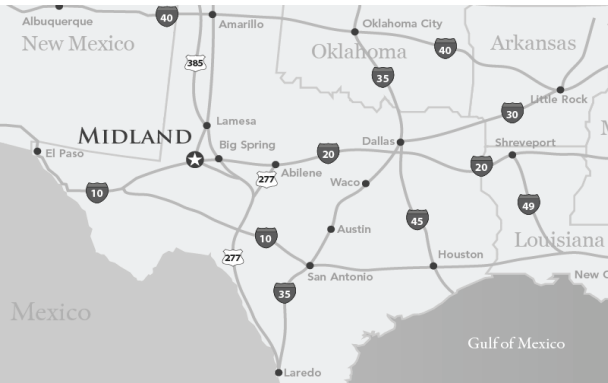 Albuquerque
40
Amarillo
Oklahoma City
New Mexico
Oklahoma
40
Arkansas
385
35
Little Rock
30
Lamesa
MIDLAND
Big Spring
Dallas
Shreveport
El Paso
20
20
Abilene
277
Waco
10
49
45
Austin
10
Louisiana
277
Houston
San Antonio
New O
35
Mexico
Gulf of Mexico
Laredo